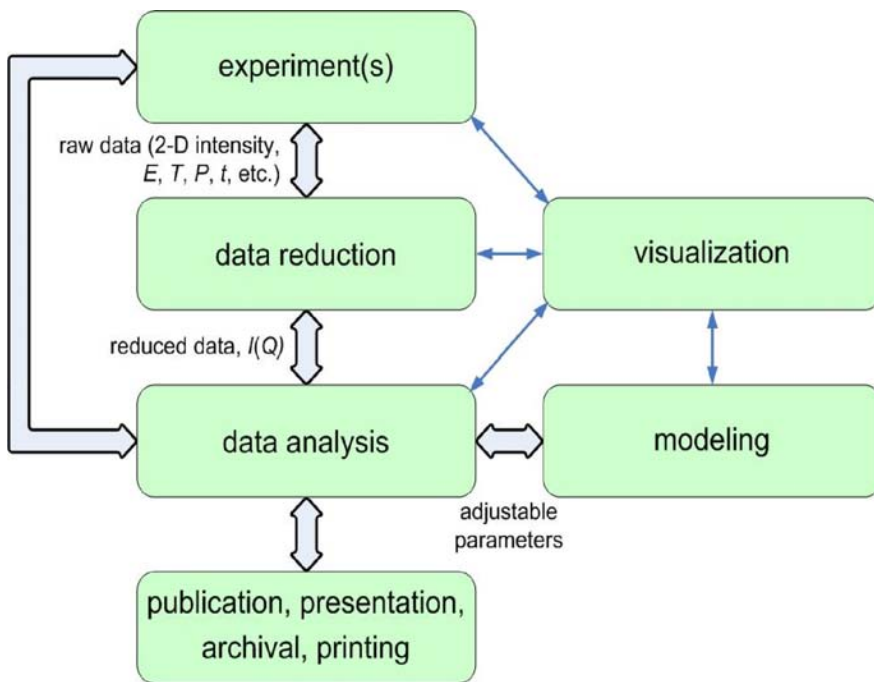 experiment(s)
raw data (2-D intensity,
E, T, P, t, etc.)
data reduction
visualization
reduced data, I(Q)
data analysis
modeling
adjustable
parameters
publication, presentation,
archival, printing